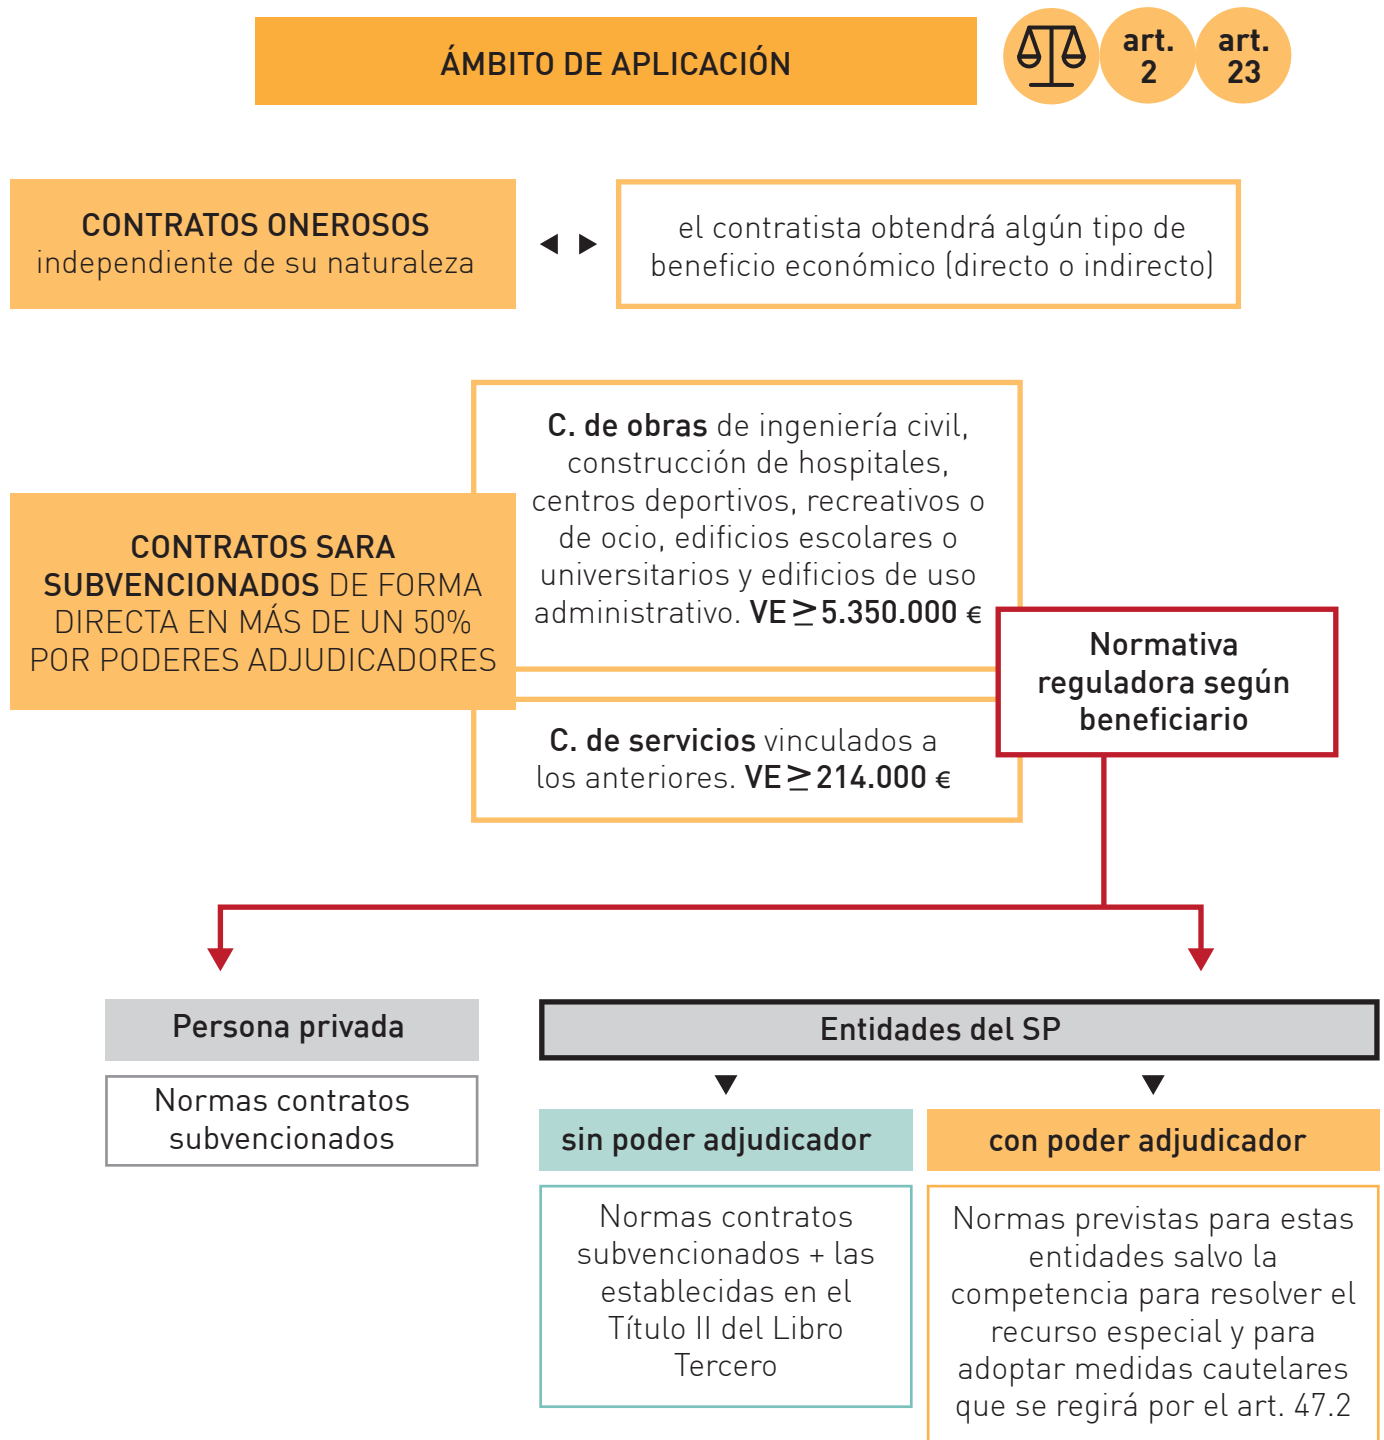 ÁMBITO DE APLICACIÓN
art.
2
art.
23
CONTRATOS ONEROSOS
independiente de su naturaleza
el contratista obtendrá algún tipo de
beneficio económico (directo o indirecto)
CONTRATOS SARA
SUBVENCIONADOS DE FORMA
DIRECTA EN MÁS DE UN 50%
POR PODERES ADJUDICADORES
C. de obras de ingeniería civil,
construcción de hospitales,
centros deportivos, recreativos o
de ocio, edificios escolares o
universitarios y edificios de uso
administrativo. VE ≥ 5.350.000 €
C. de servicios vinculados a
los anteriores. VE ≥ 214.000 €
Normativa
reguladora según
beneficiario
Persona privada
Normas contratos
subvencionados
Entidades del SP
sin poder adjudicador
Normas contratos
subvencionados + las
establecidas en el
Título II del Libro
Tercero
con poder adjudicador
Normas previstas para estas
entidades salvo la
competencia para resolver el
recurso especial y para
adoptar medidas cautelares
que se regirá por el art. 47.2